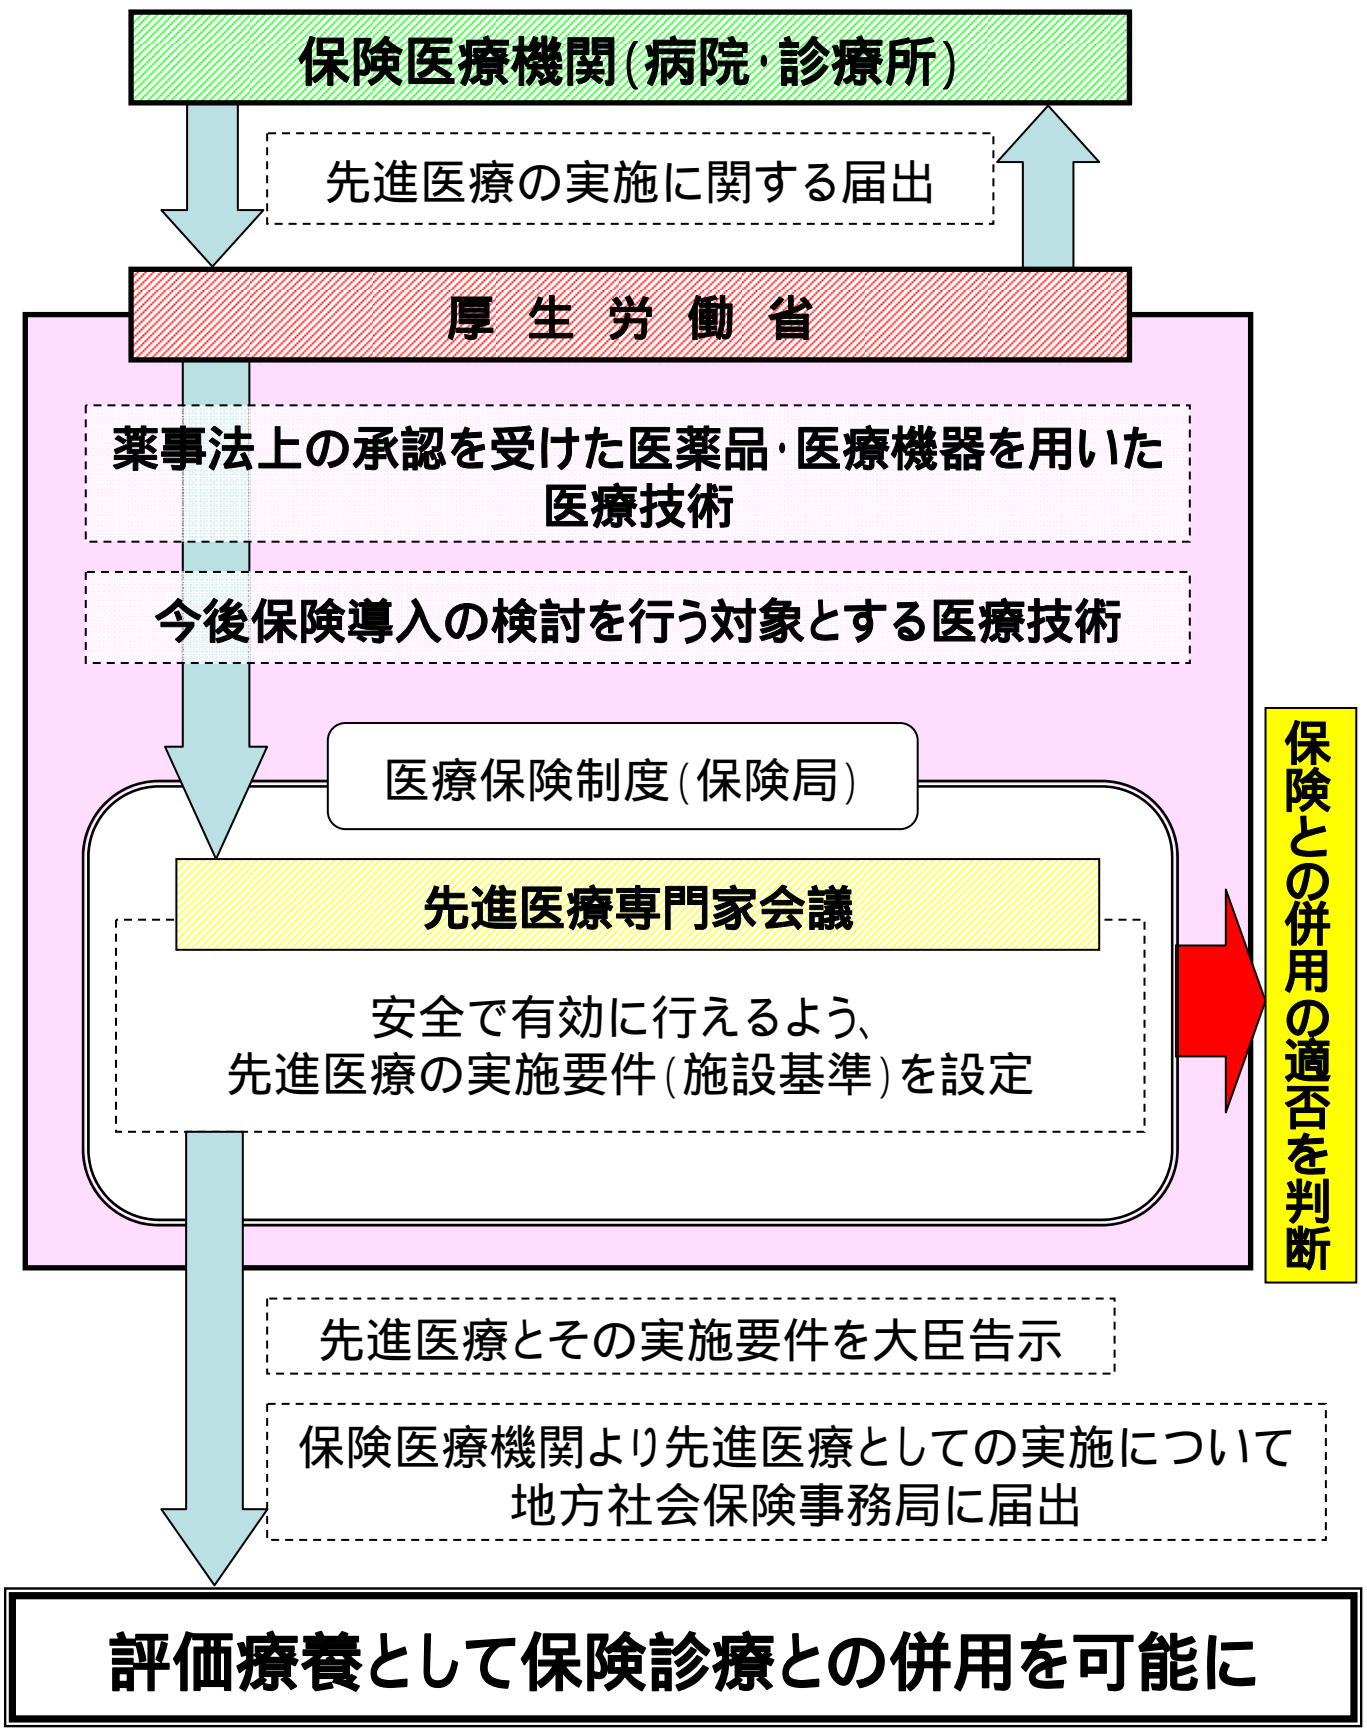 保険医療機関(病院・診療所)
先進医療の実施に関する届出
厚 生 労 働 省
薬事法上の承認を受けた医薬品・医療機器を用いた
医療技術
今後保険導入の検討を行う対象とする医療技術
医療保険制度(保険局)
先進医療専門家会議
安全で有効に行えるよう、
先進医療の実施要件(施設基準)を設定
保険との併用の適否を判断
先進医療とその実施要件を大臣告示
保険医療機関より先進医療としての実施について
地方社会保険事務局に届出
評価療養として保険診療との併用を可能に